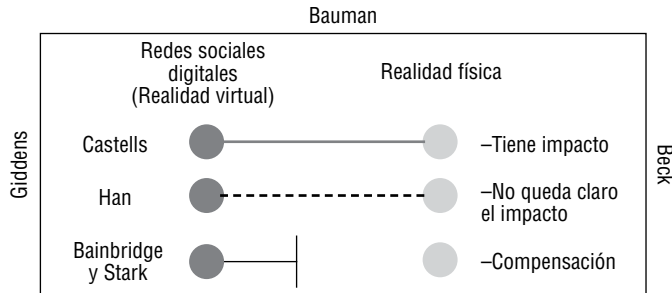 Bauman
Redes sociales
digitales
(Realidad virtual)
Realidad física
Giddens
Beck
Castells
–Tiene impacto
Han
–No queda claro
el impacto
Bainbridge
y Stark
–Compensación